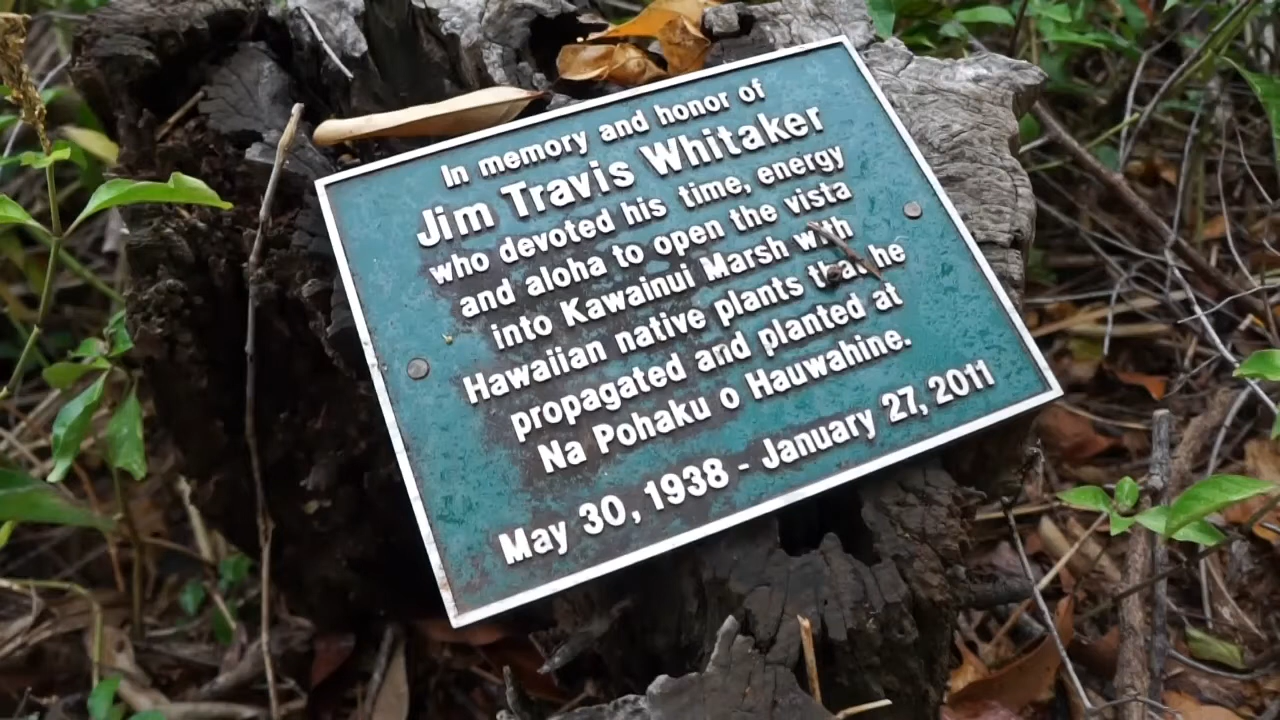 In memory and honor of
Jim Travis Whitaker
who devoted his time, energy
and aloha to open the vista
into Kawainui Marsh with
Hawaiian native plants that he
propagated and planted at
Na Pohaku o Hauwahine.
May 30, 1938 - January 27, 2011